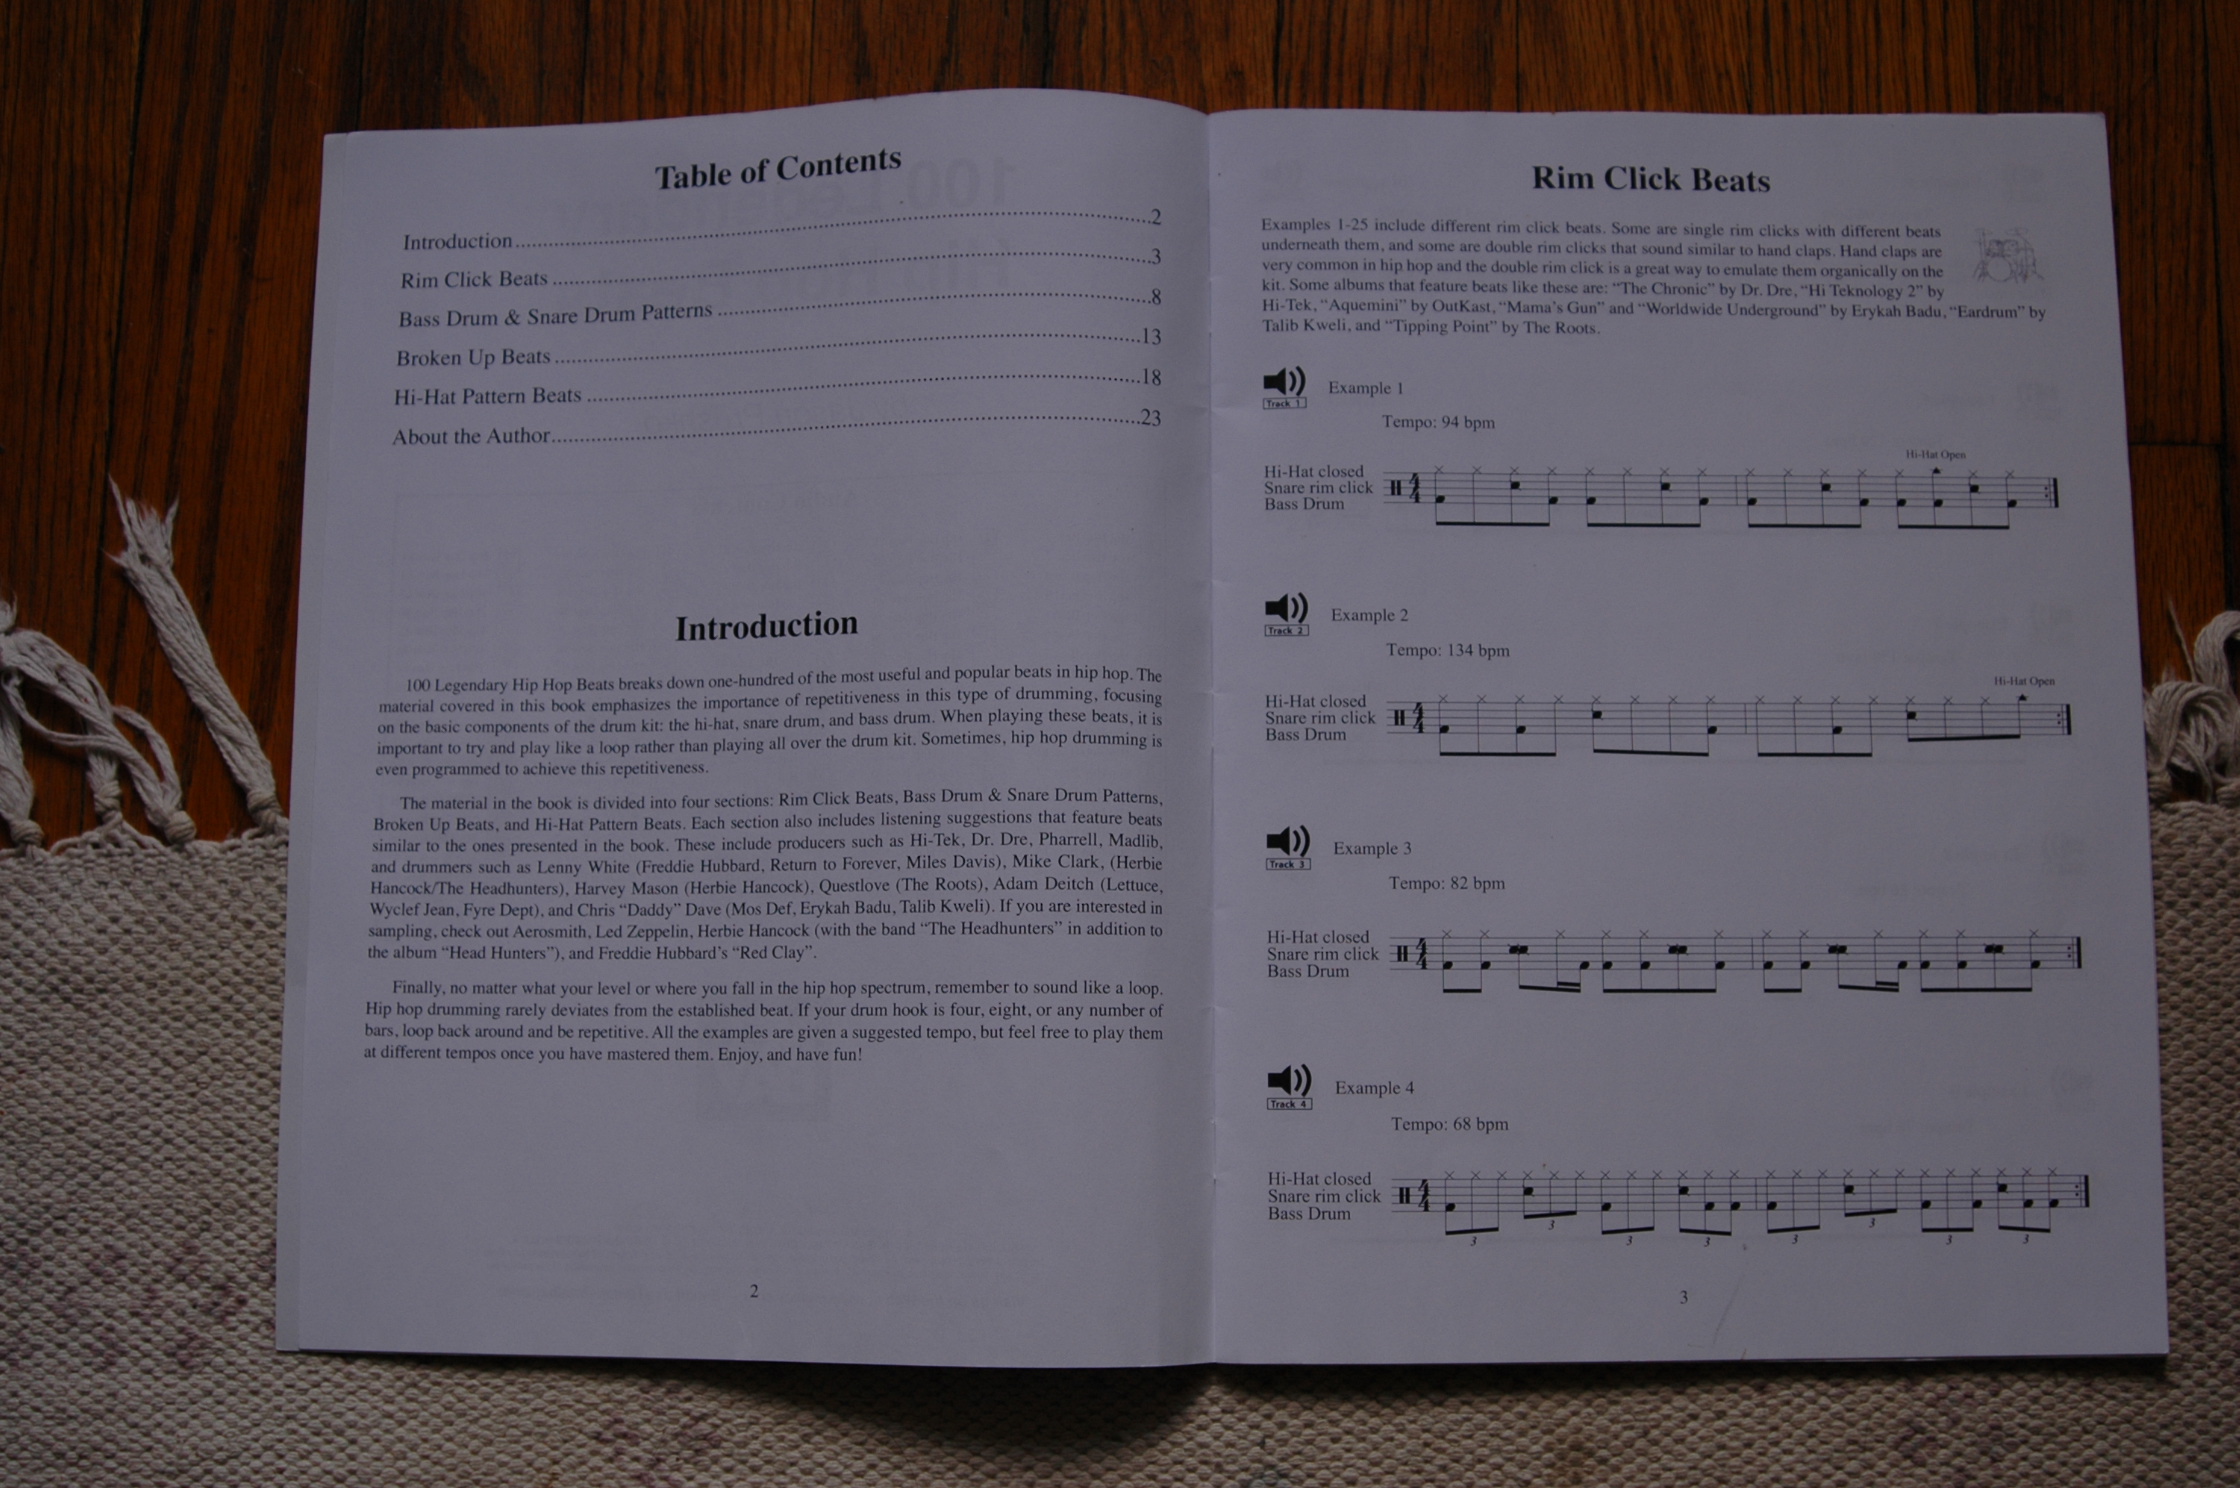 Table of Contents
Introduction....................2
Rim Click Beats....................3
Bass Drum & Snare Drum Patterns....................8
Broken Up Beats....................13
Hi-Hat Pattern Beats....................18
About the Author....................23
Introduction
100 Legendary Hip Hop Beats breaks down one-hundred of the most useful and popular beats in hip hop. The
material covered in this book emphasizes the importance of repetitiveness in this type of drumming, focusing
on the basic components of the drum kit: the hi-hat, snare drum, and bass drum. When playing these beats, it is
important to try and play like a loop rather than playing all over the drum kit. Sometimes, hip hop drumming is
even programmed to achieve this repetitiveness.
The material in the book is divided into four sections: Rim Click Beats, Bass Drum & Snare Drum Patterns,
Broken Up Beats, and Hi-Hat Pattern Beats. Each section also includes listening suggestions that feature beats
similar to the ones presented in the book. These include producers such as Hi-Tek, Dr. Dre, Pharrell, Madlib,
and drummers such as Lenny White (Freddie Hubbard, Return to Forever, Miles Davis), Mike Clark, (Herbie
Hancock/The Headhunters), Harvey Mason (Herbie Hancock), Questlove (The Roots), Adam Deitch (Lettuce,
Wyclef Jean, Fyre Dept), and Chris “Daddy” Dave (Mos Def, Erykah Badu, Talib Kweli). If you are interested in
sampling, check out Aerosmith, Led Zeppelin, Herbie Hancock (with the band “The Headhunters” in addition to
the album “Head Hunters”), and Freddie Hubbard’s “Red Clay”.
Finally, no matter what your level or where you fall in the hip hop spectrum, remember to sound like a loop.
Hip hop drumming rarely deviates from the established beat. If your drum hook is four, eight, or any number of
bars, loop back around and be repetitive. All the examples are given a suggested tempo, but feel free to play them
at different tempos once you have mastered them. Enjoy, and have fun!
2
Rim Click Beats
Examples 1-25 include different rim click beats. Some are single rim clicks with different beats
underneath them, and some are double rim clicks that sound similar to hand claps. Hand claps are
very common in hip hop and the double rim click is a great way to emulate them organically on the
kit. Some albums that feature beats like these are: “The Chronic” by Dr. Dre, “Hi Teknology 2” by
Hi-Tek, “Aquemini” by OutKast, “Mama’s Gun” and “Worldwide Underground” by Erykah Badu, “Eardrum” by
Talib Kweli, and “Tipping Point” by The Roots.
Track 1
Example 1
Tempo: 94 bpm
Hi-Hat Open
Hi-Hat closed
Snare rim click
Bass Drum
4
4
Track 2
Example 2
Tempo: 134 bpm
Hi-Hat Open
Hi-Hat closed
Snare rim click
Bass Drum
4
4
Track 3
Example 3
Tempo: 82 bpm
Hi-Hat closed
Snare rim click
Bass Drum
4
4
Track 4
Example 4
Tempo: 68 bpm
Hi-Hat closed
Snare rim click
Bass Drum
4
4
3 3 3 3 3 3 3 3
3